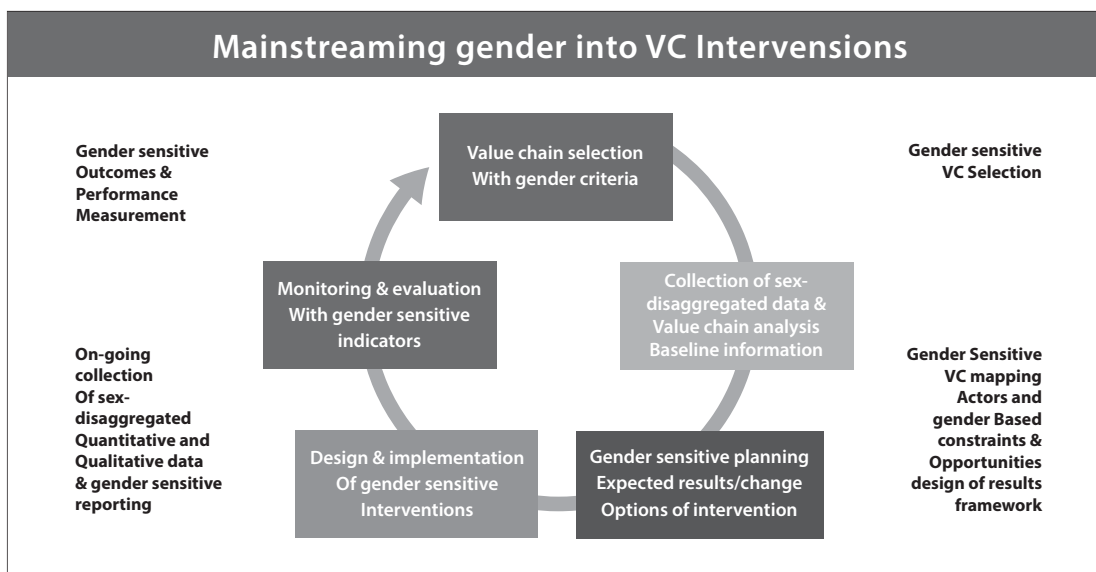 Mainstreaming gender into VC Intervensions
Gender sensitive
Outcomes &
Performance
Measurement
Value chain selection
With gender criteria
Gender sensitive
VC Selection
Monitoring & evaluation
With gender sensitive
indicators
Collection of sex-
disaggregated data &
Value chain analysis
Baseline information
On-going
collection
Of sex-
disaggregated
Quantitative and
Qualitative data
& gender sensitive
reporting
Design & implementation
Of gender sensitive
Interventions
Gender sensitive planning
Expected results/change
Options of intervention
Gender Sensitive
VC mapping
Actors and
gender Based
constraints &
Opportunities
design of results
framework